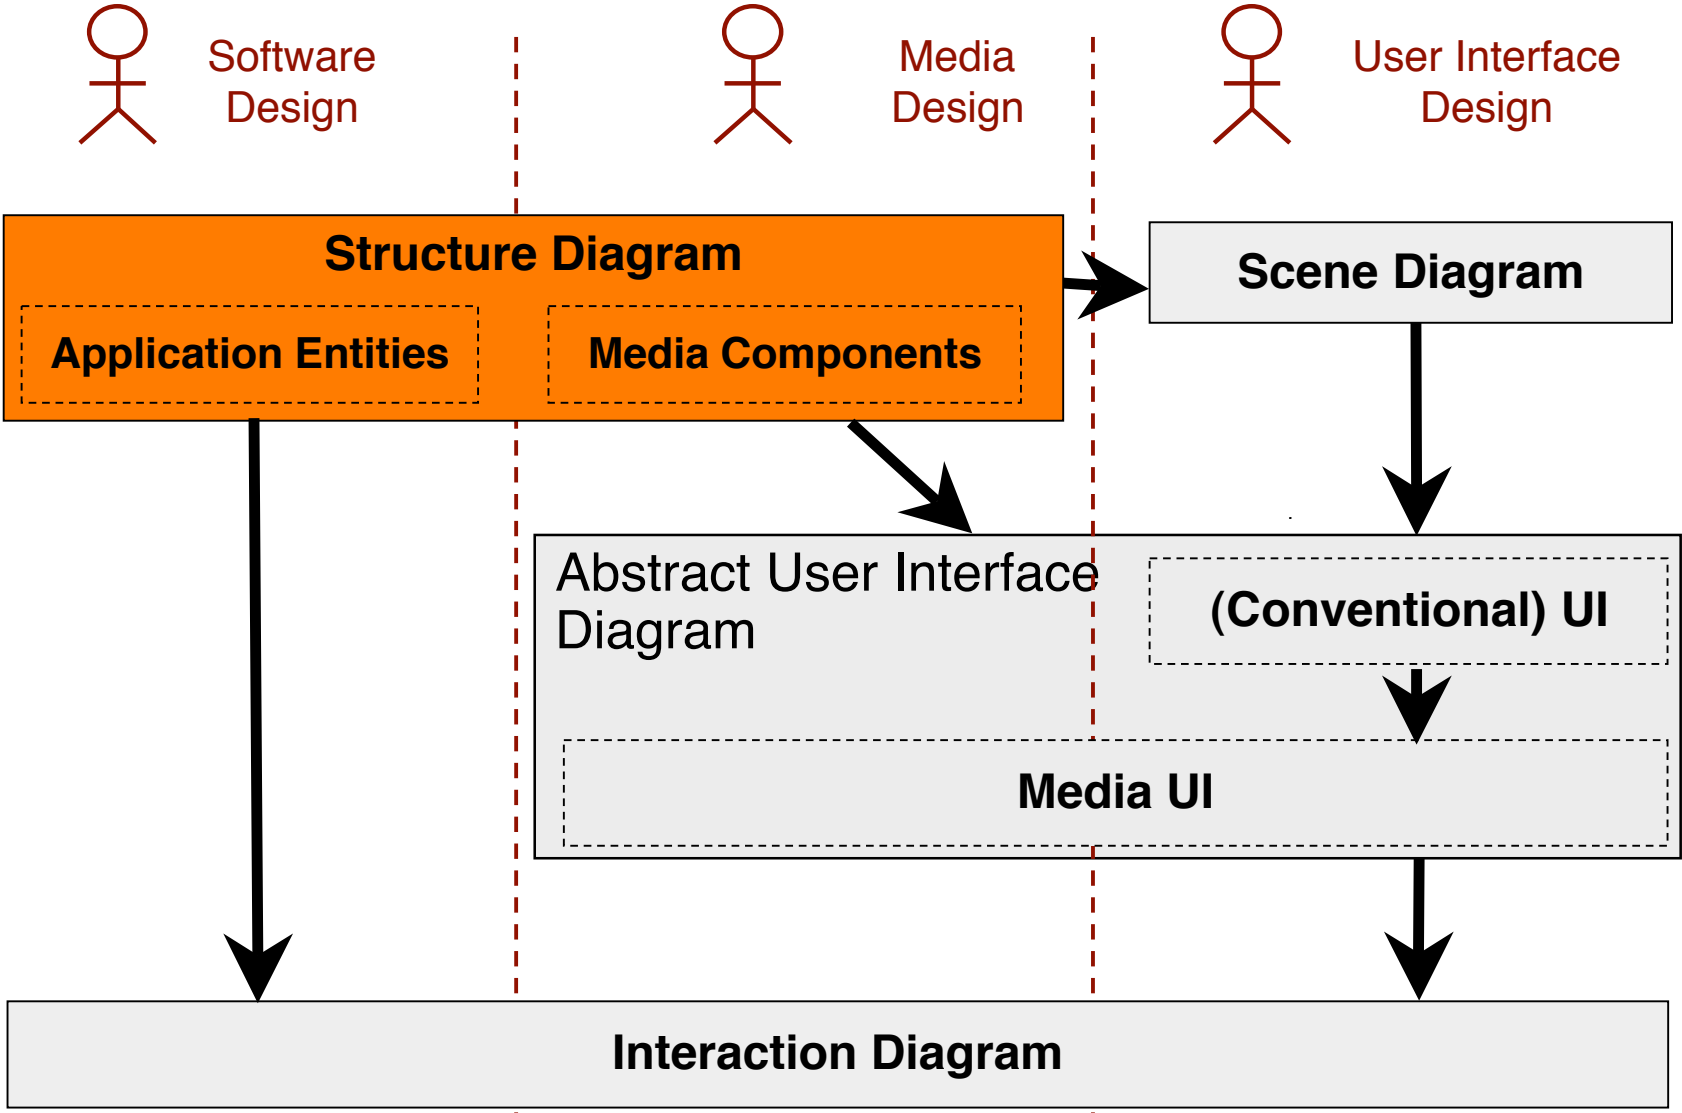 Software
Design
Media
Design
User Interface
Design
Structure Diagram
Application Entities
Media Components
Scene Diagram
Abstract User Interface
Diagram
(Conventional) UI
Media UI
Interaction Diagram